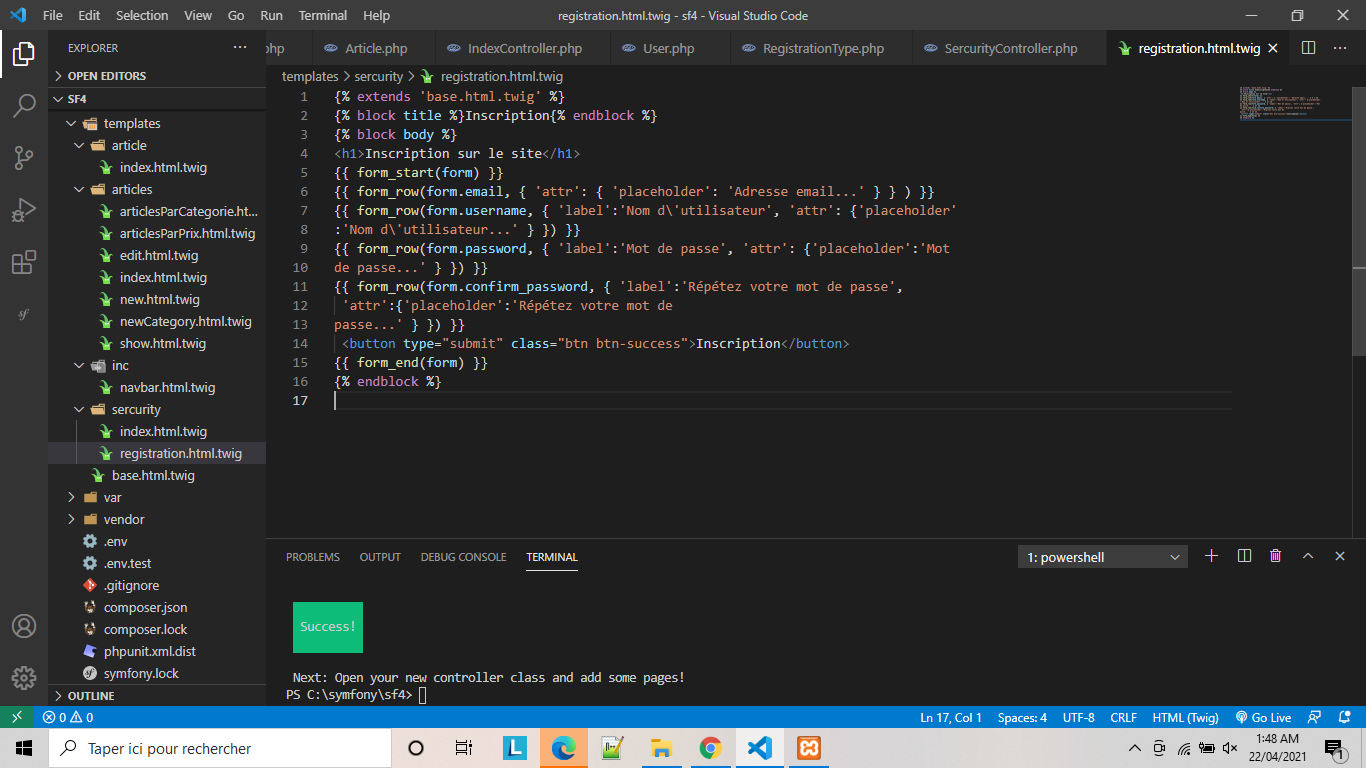 File Edit Selection View Go Run Terminal Help registration.html.twig - sf4 - Visual Studio Code
EXPLORER
OPEN EDITORS
SF4
templates
article
index.html.twig
articles
articlesParCategorie.ht...
articlesParPrix.html.twig
edit.html.twig
index.html.twig
new.html.twig
newCategory.html.twig
show.html.twig
inc
navbar.html.twig
sercurity
index.html.twig
registration.html.twig
base.html.twig
var
vendor
.env
.env.test
.gitignore
composer.json
composer.lock
phpunit.xml.dist
symfony.lock
OUTLINE
php Article.php IndexController.php User.php RegistrationType.php SercurityController.php registration.html.twig
templates > sercurity > registration.html.twig
1 {% extends 'base.html.twig' %}
2 {% block title %}Inscription{% endblock %}
3 {% block body %}
4 <h1>Inscription sur le site</h1>
5 {{ form_start(form) }}
6 {{ form_row(form.email, { 'attr': { 'placeholder': 'Adresse email...' } } ) }}
7 {{ form_row(form.username, { 'label':'Nom d\'utilisateur', 'attr': {'placeholder'
8 :'Nom d\'utilisateur...' } }) }}
9 {{ form_row(form.password, { 'label':'Mot de passe', 'attr': {'placeholder':'Mot
10 de passe...' } }) }}
11 {{ form_row(form.confirm_password, { 'label':'Répétez votre mot de passe',
12 'attr':{'placeholder':'Répétez votre mot de
13 passe...' } }) }}
14 <button type="submit" class="btn btn-success">Inscription</button>
15 {{ form_end(form) }}
16 {% endblock %}
17
PROBLEMS OUTPUT DEBUG CONSOLE TERMINAL 1: powershell
Success!
Next: Open your new controller class and add some pages!
PS C:\symfony\sf4>
0 0 Ln 17, Col 1 Spaces: 4 UTF-8 CRLF HTML (Twig) Go Live
Taper ici pour rechercher
1:48 AM
22/04/2021
1